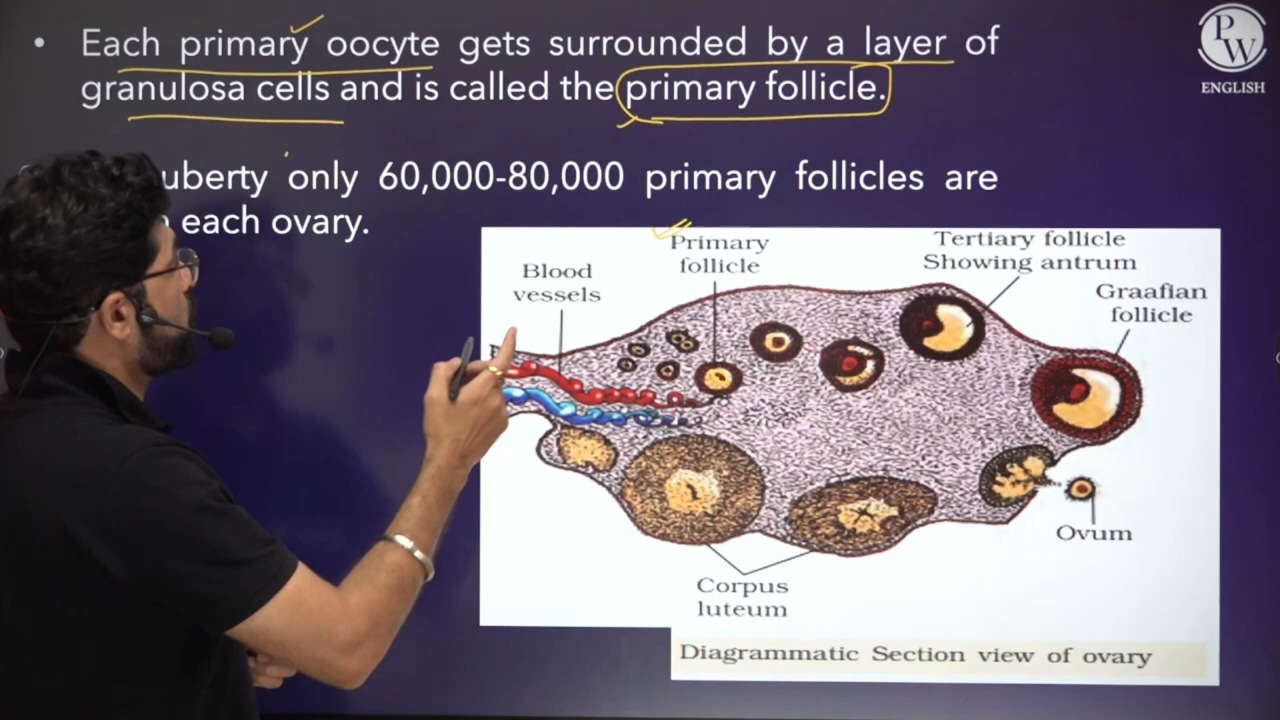 PW
ENGLISH
• Each primary oocyte gets surrounded by a layer of
granulosa cells and is called the primary follicle.
uberty only 60,000-80,000 primary follicles are
each ovary.
Primary
follicle
Blood
vessels
Tertiary follicle
Showing antrum
Graafian
follicle
Ovum
Corpus
luteum
Diagrammatic Section view of ovary